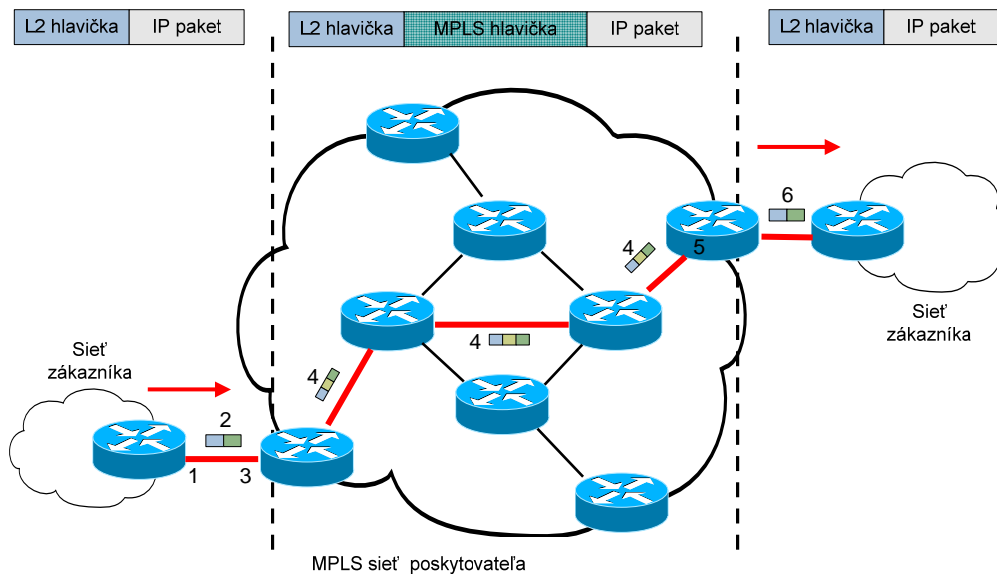 L2 hlavička IP paket
L2 hlavička MPLS hlavička IP paket
L2 hlavička IP paket
6
4
5
Sieť
zákazníka
4
Sieť
zákazníka
4
2
1
3
MPLS sieť poskytovateľa